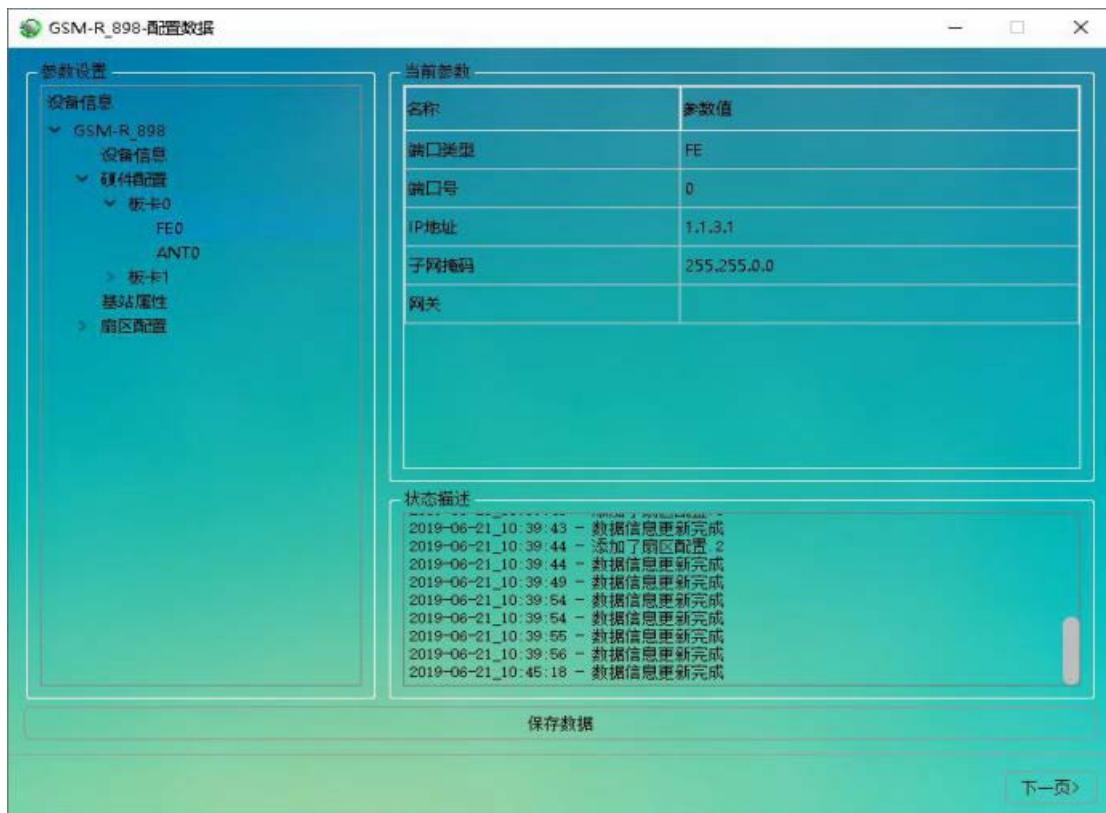 GSM-R_898-配置数据
参数设置
设备信息
GSM-R_898
设备信息
硬件配置
板卡0
FE0
ANT0
板卡1
基站属性
扇区配置
当前参数
名称 参数值
端口类型 FE
端口号 0
IP地址 1.1.3.1
子网掩码 255.255.0.0
网关
状态描述
2019-06-21_10:39:43 - 数据信息更新完成
2019-06-21_10:39:44 - 添加了扇区配置.2
2019-06-21_10:39:44 - 数据信息更新完成
2019-06-21_10:39:49 - 数据信息更新完成
2019-06-21_10:39:54 - 数据信息更新完成
2019-06-21_10:39:54 - 数据信息更新完成
2019-06-21_10:39:55 - 数据信息更新完成
2019-06-21_10:39:56 - 数据信息更新完成
2019-06-21_10:45:18 - 数据信息更新完成
保存数据
下一页>